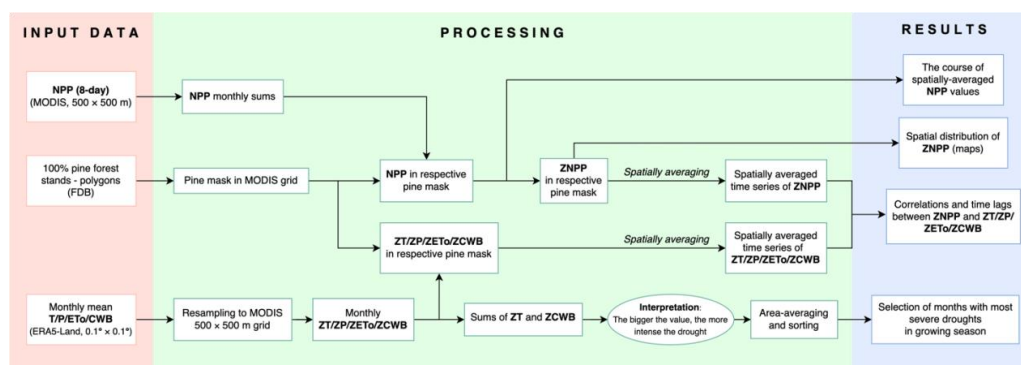 INPUT DATA
PROCESSING
RESULTS
NPP (8-day)
(MODIS, 500 × 500 m)
NPP monthly sums
The course of
spatially-averaged
NPP values
Spatial distribution of
ZNPP (maps)
100% pine forest
stands - polygons
(FDB)
Pine mask in MODIS grid
NPP in respective
pine mask
ZNPP
in respective
pine mask
Spatially averaging
Spatially averaged
time series of ZNPP
Correlations and time lags
between ZNPP and ZT/ZP/
ZETo/ZCWB
ZT/ZP/ZETo/ZCWB
in respective pine mask
Spatially averaging
Spatially averaged
time series of
ZT/ZP/ZETo/ZCWB
Monthly mean
T/P/ETo/CWB
(ERA5-Land, 0.1° × 0.1°)
Resampling to MODIS
500 × 500 m grid
Monthly
ZT/ZP/ZETo/ZCWB
Sums of ZT and ZCWB
Interpretation:
The bigger the value, the more
intense the drought
Area-averaging
and sorting
Selection of months with most
severe droughts
in growing season